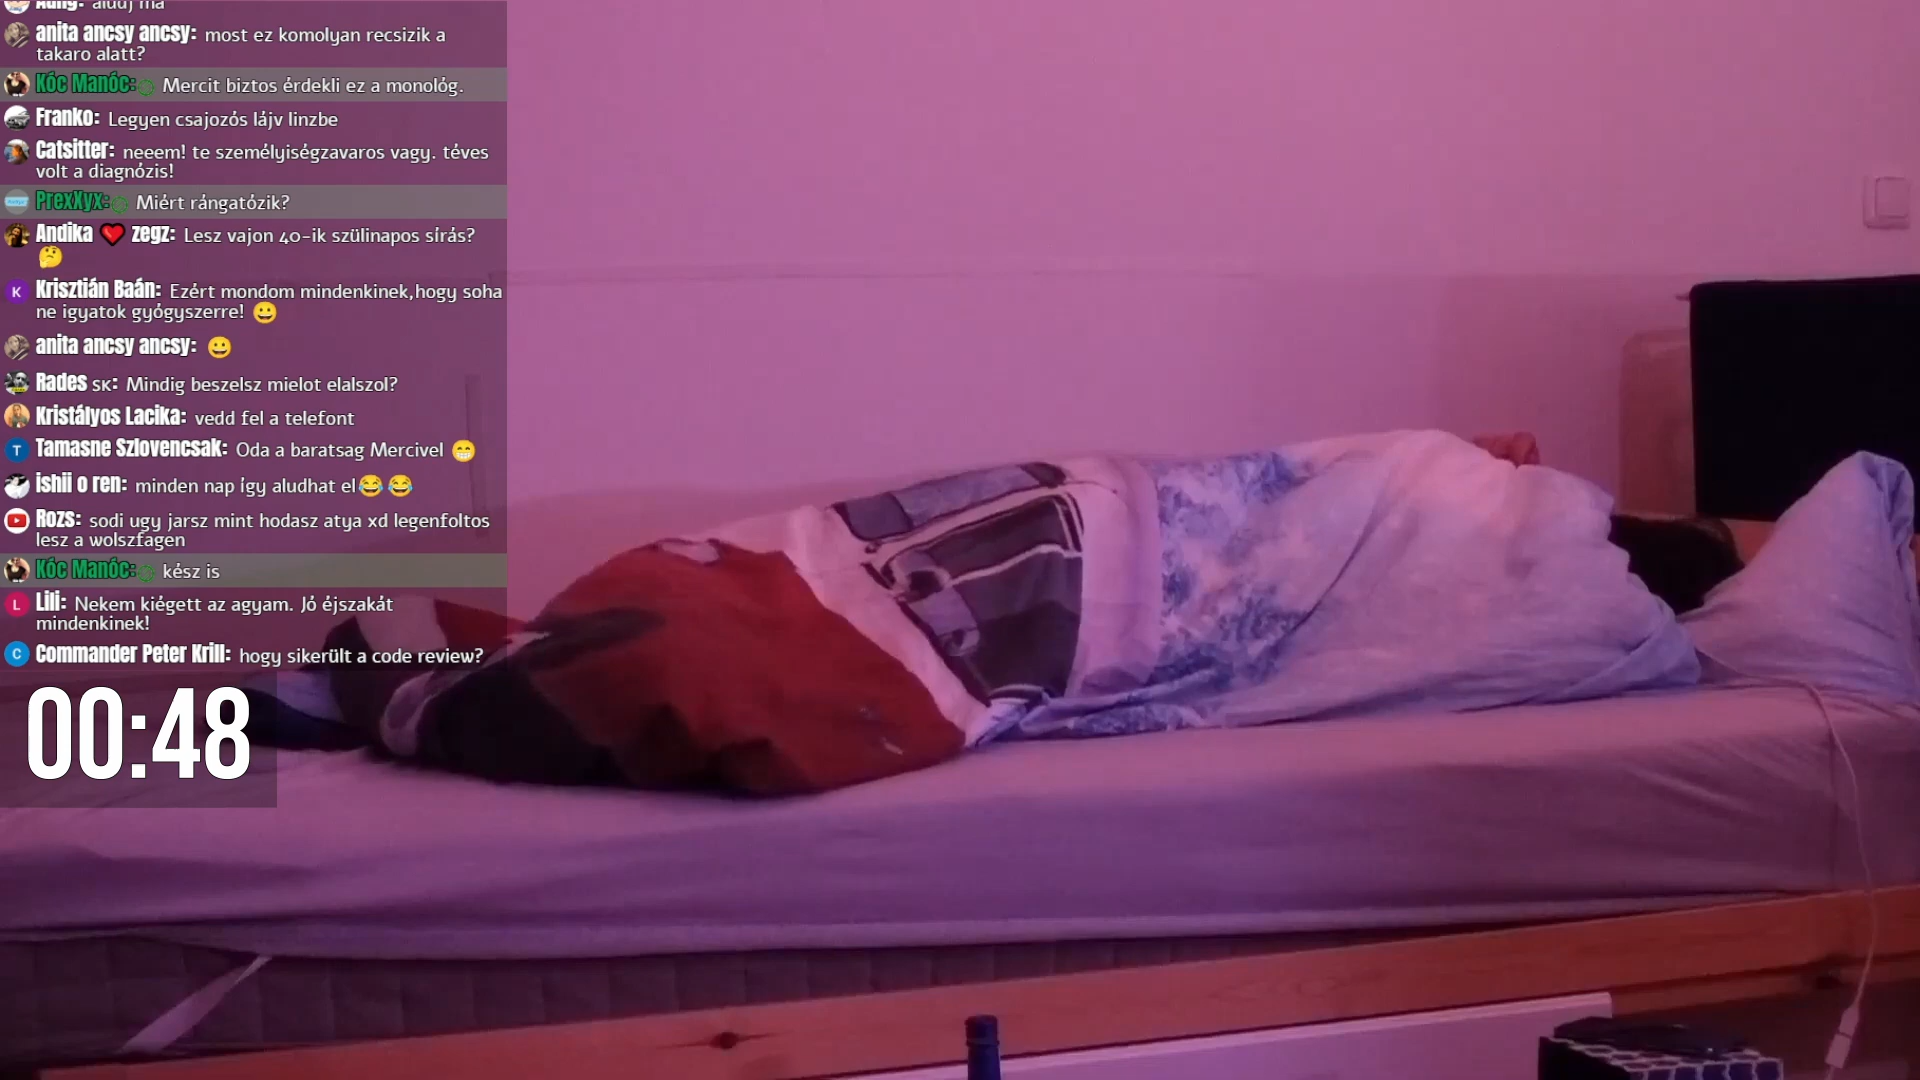 Adny: aludj ma
anita ancsy ancsy: most ez komolyan recsizik a
takaro alatt?
Kóc Manóc: Mercit biztos érdekli ez a monológ.
Franko: Legyen csajozós lájv linzbe
Catsitter: neeem! te személyiségzavaros vagy. téves
volt a diagnózis!
PrexXyx: Miért rángatózik?
Andika ❤️ zegz: Lesz vajon 40-ik szülinapos sírás?
🤔
K Krisztián Baán: Ezért mondom mindenkinek,hogy soha
ne igyatok gyógyszerre! 😀
anita ancsy ancsy: 😀
Rades SK: Mindig beszelsz mielot elalszol?
Kristályos Lacika: vedd fel a telefont
T Tamasne Szlovencsak: Oda a baratsag Mercivel 😁
ishii o ren: minden nap így aludhat el😂 😂
Rozs: sodi ugy jarsz mint hodasz atya xd legenfoltos
lesz a wolszfagen
Kóc Manóc: kész is
L Lili: Nekem kiégett az agyam. Jó éjszakát
mindenkinek!
C Commander Peter Krill: hogy sikerült a code review?
00:48